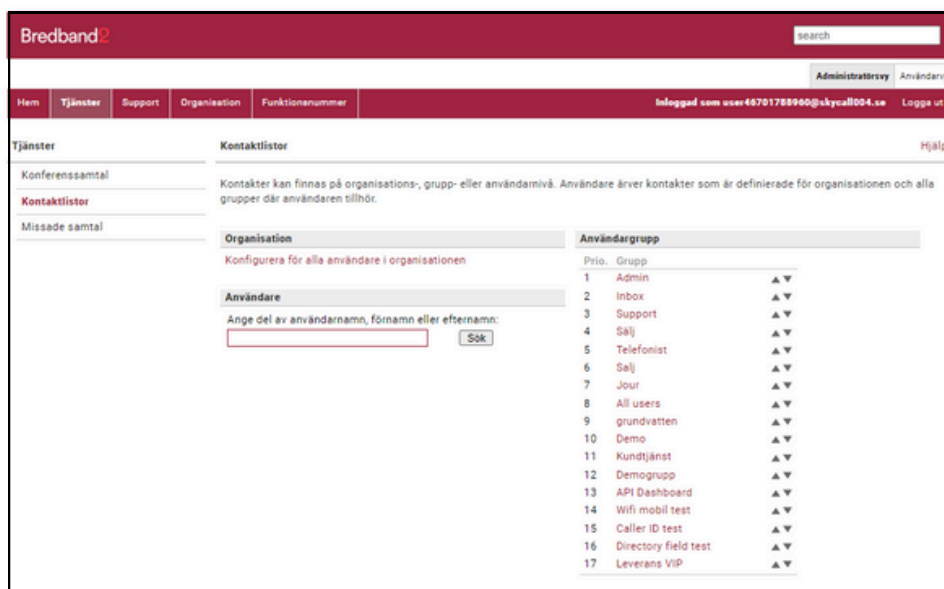 Bredband2
search
Administratörsvy Användarv
Hem Tjänster Support Organisation Funktionsnummer Inloggad som user46701788960@skycall004.se Logga ut
Tjänster
Konferenssamtal
Kontaktlistor
Missade samtal
Kontaktlistor Hjälp
Kontakter kan finnas på organisations-, grupp- eller användarnivå. Användare ärver kontakter som är definierade för organisationen och alla
grupper där användaren tillhör.
Organisation
Konfigurera för alla användare i organisationen
Användare
Ange del av användarnamn, förnamn eller efternamn:
Sök
Användargrupp
Prio. Grupp
1 Admin
2 Inbox
3 Support
4 Sälj
5 Telefonist
6 Salj
7 Jour
8 All users
9 grundvatten
10 Demo
11 Kundtjänst
12 Demogrupp
13 API Dashboard
14 Wifi mobil test
15 Caller ID test
16 Directory field test
17 Leverans VIP